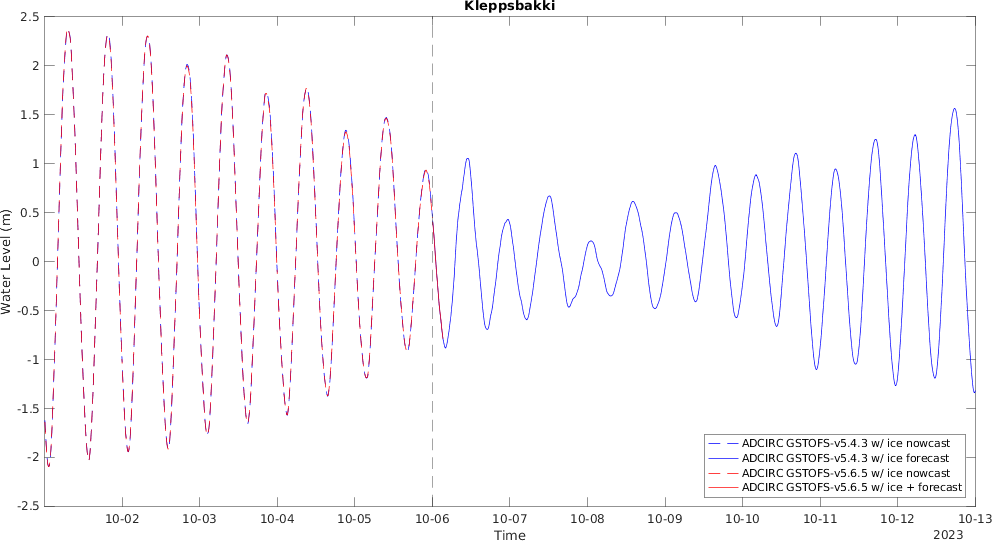 Kleppsbakki
2.5
2
1.5
1
0.5
0
-0.5
-1
-1.5
-2
-2.5
Water Level (m)
ADCIRC GSTOFS-v5.4.3 w/ ice nowcast
ADCIRC GSTOFS-v5.4.3 w/ ice forecast
ADCIRC GSTOFS-v5.6.5 w/ ice nowcast
ADCIRC GSTOFS-v5.6.5 w/ ice + forecast
10-02 10-03 10-04 10-05 10-06 10-07 10-08 10-09 10-10 10-11 10-12 10-13
Time
2023